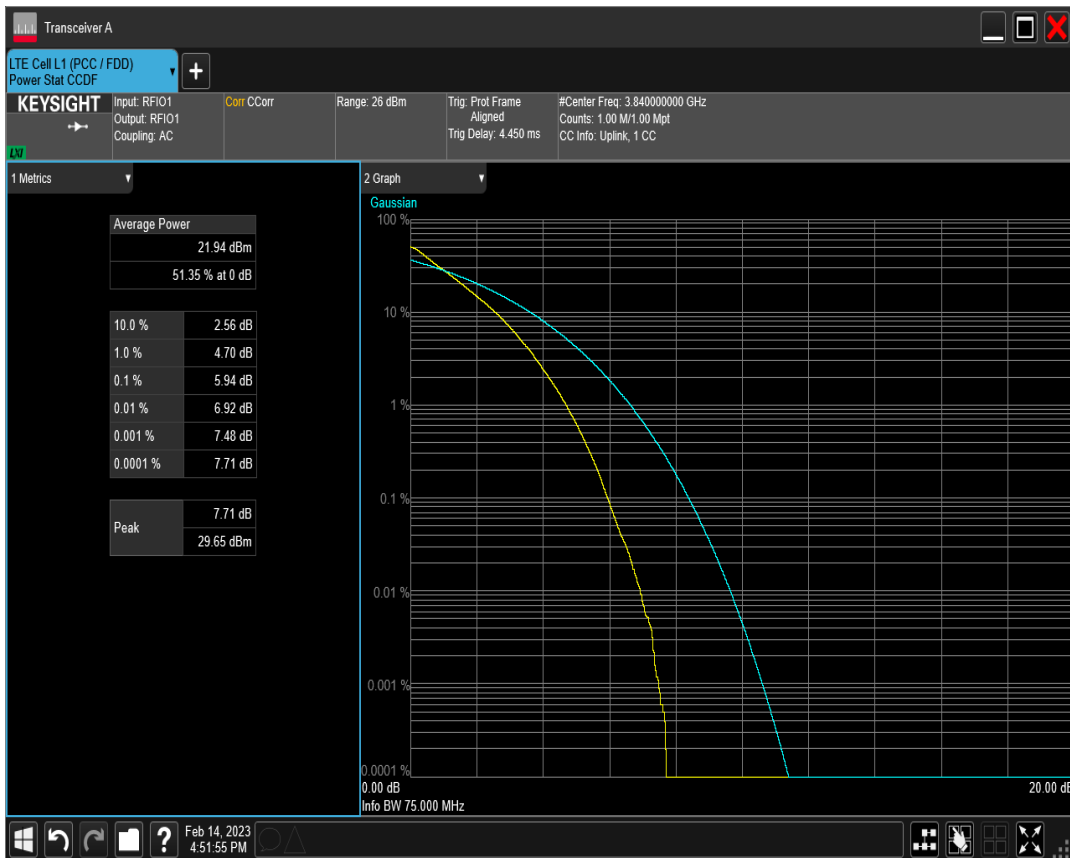 Transceiver A
LTE Cell L1 (PCC / FDD)
Power Stat CCDF
KEYSIGHT
LXI
Input: RFIO1
Output: RFIO1
Coupling: AC
Corr CCorr
Range: 26 dBm
Trig: Prot Frame
Aligned
Trig Delay: 4.450 ms
#Center Freq: 3.840000000 GHz
Counts: 1.00 M/1.00 Mpt
CC Info: Uplink, 1 CC
1 Metrics
Average Power
21.94 dBm
51.35 % at 0 dB
10.0 % 2.56 dB
1.0 % 4.70 dB
0.1 % 5.94 dB
0.01 % 6.92 dB
0.001 % 7.48 dB
0.0001 % 7.71 dB
Peak
7.71 dB
29.65 dBm
2 Graph
Gaussian
100 %
10 %
1 %
0.1 %
0.01 %
0.001 %
0.0001 %
0.00 dB
20.00 dB
Info BW 75.000 MHz
?
Feb 14, 2023
4:51:55 PM